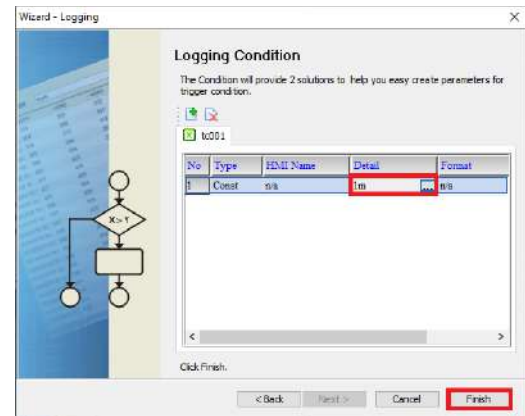 Wizard - Logging
Logging Condition
The Condition will provide 2 solutions to help you easy create parameters for
trigger condition.
tc001
No Type HMI Name Detail Format
1 Const n/a 1m ... n/a
X>Y
Click Finish.
< Back Next > Cancel Finish